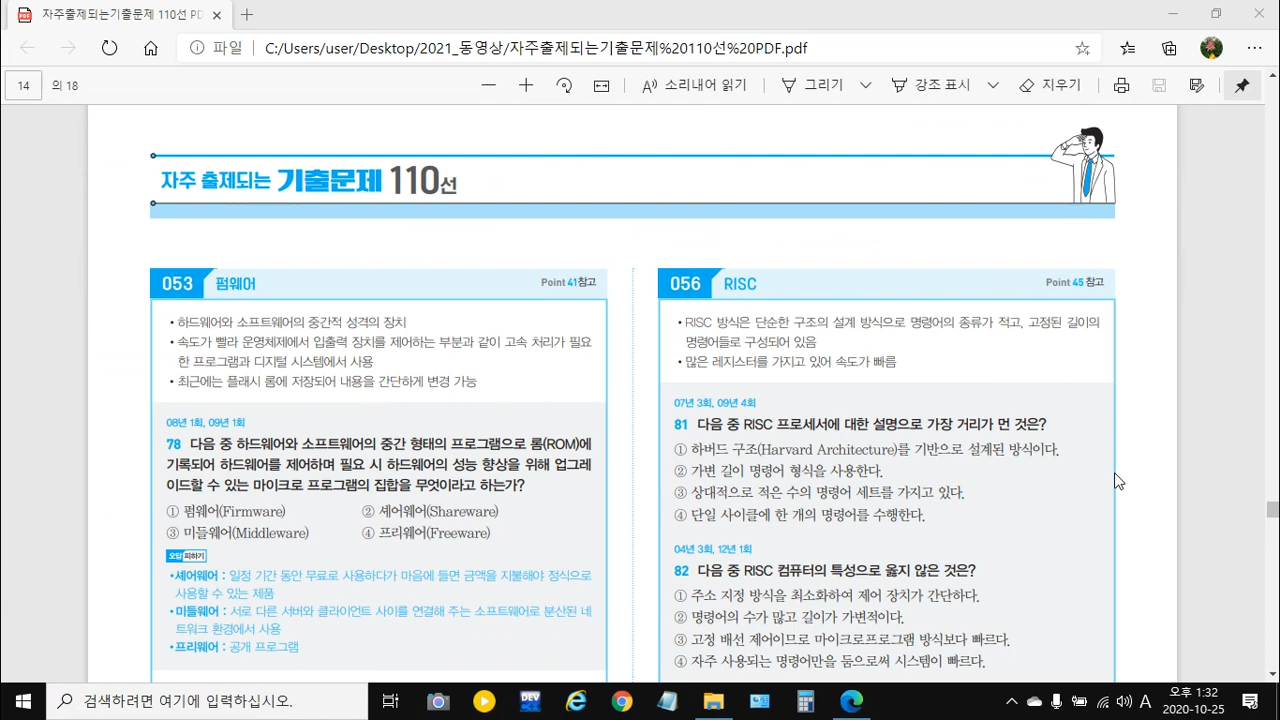 자주출제되는기출문제 110선 PD
파일
C:/Users/user/Desktop/2021_동영상/자주출제되는기출문제%20110선%20PDF.pdf
14 의 18
소리내어 읽기
그리기
강조 표시
지우기
자주 출제되는 기출문제 110선
053 펌웨어 Point 41 참고
• 하드웨어와 소프트웨어의 중간적 성격의 장치
• 속도가 빨라 운영체제에서 입출력 장치를 제어하는 부분과 같이 고속 처리가 필요
한 프로그램과 디지털 시스템에서 사용
• 최근에는 플래시 롬에 저장되어 내용을 간단하게 변경 가능
08년 1회, 09년 1회
78 다음 중 하드웨어와 소프트웨어의 중간 형태의 프로그램으로 롬(ROM)에
기록되어 하드웨어를 제어하며 필요 시 하드웨어의 성능 향상을 위해 업그레
이드할 수 있는 마이크로 프로그램의 집합을 무엇이라고 하는가?
① 펌웨어(Firmware) ② 셰어웨어(Shareware)
③ 미들웨어(Middleware) ④ 프리웨어(Freeware)
오답 피하기
•셰어웨어 : 일정 기간 동안 무료로 사용하다가 마음에 들면 금액을 지불해야 정식으로
사용할 수 있는 제품
•미들웨어 : 서로 다른 서버와 클라이언트 사이를 연결해 주는 소프트웨어로 분산된 네
트워크 환경에서 사용
•프리웨어 : 공개 프로그램
056 RISC Point 45 참고
• RISC 방식은 단순한 구조의 설계 방식으로 명령어의 종류가 적고, 고정된 길이의
명령어들로 구성되어 있음
• 많은 레지스터를 가지고 있어 속도가 빠름
07년 3회, 09년 4회
81 다음 중 RISC 프로세서에 대한 설명으로 가장 거리가 먼 것은?
① 하버드 구조(Harvard Architecture)를 기반으로 설계된 방식이다.
② 가변 길이 명령어 형식을 사용한다.
③ 상대적으로 적은 수의 명령어 세트를 가지고 있다.
④ 단일 사이클에 한 개의 명령어를 수행한다.
04년 3회, 12년 1회
82 다음 중 RISC 컴퓨터의 특성으로 옳지 않은 것은?
① 주소 지정 방식을 최소화하여 제어 장치가 간단하다.
② 명령어의 수가 많고 길이가 가변적이다.
③ 고정 배선 제어이므로 마이크로프로그램 방식보다 빠르다.
④ 자주 사용되는 명령어만을 둠으로써 시스템이 빠르다.
검색하려면 여기에 입력하십시오.
DEV
A
오후 1:32
2020-10-25